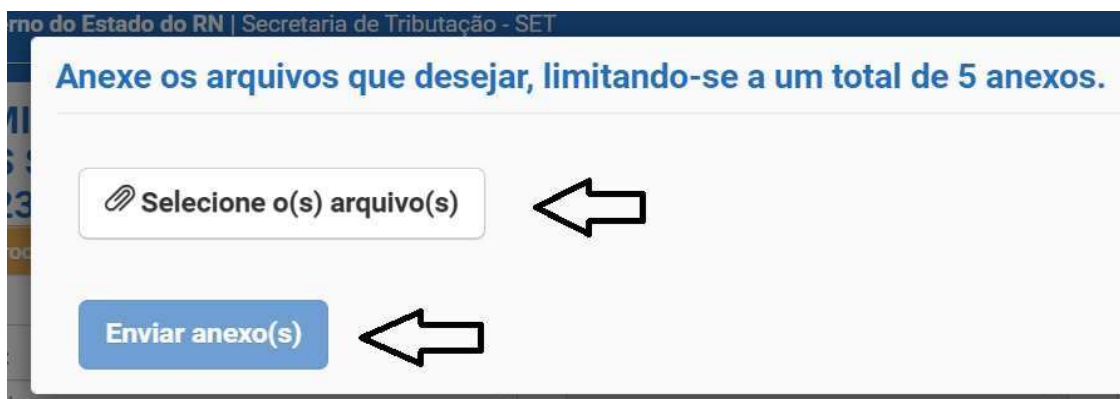 do Estado do RN | Secretaria de Tributação - SET
Anexe os arquivos que desejar, limitando-se a um total de 5 anexos.
Selecione o(s) arquivo(s)
Enviar anexo(s)